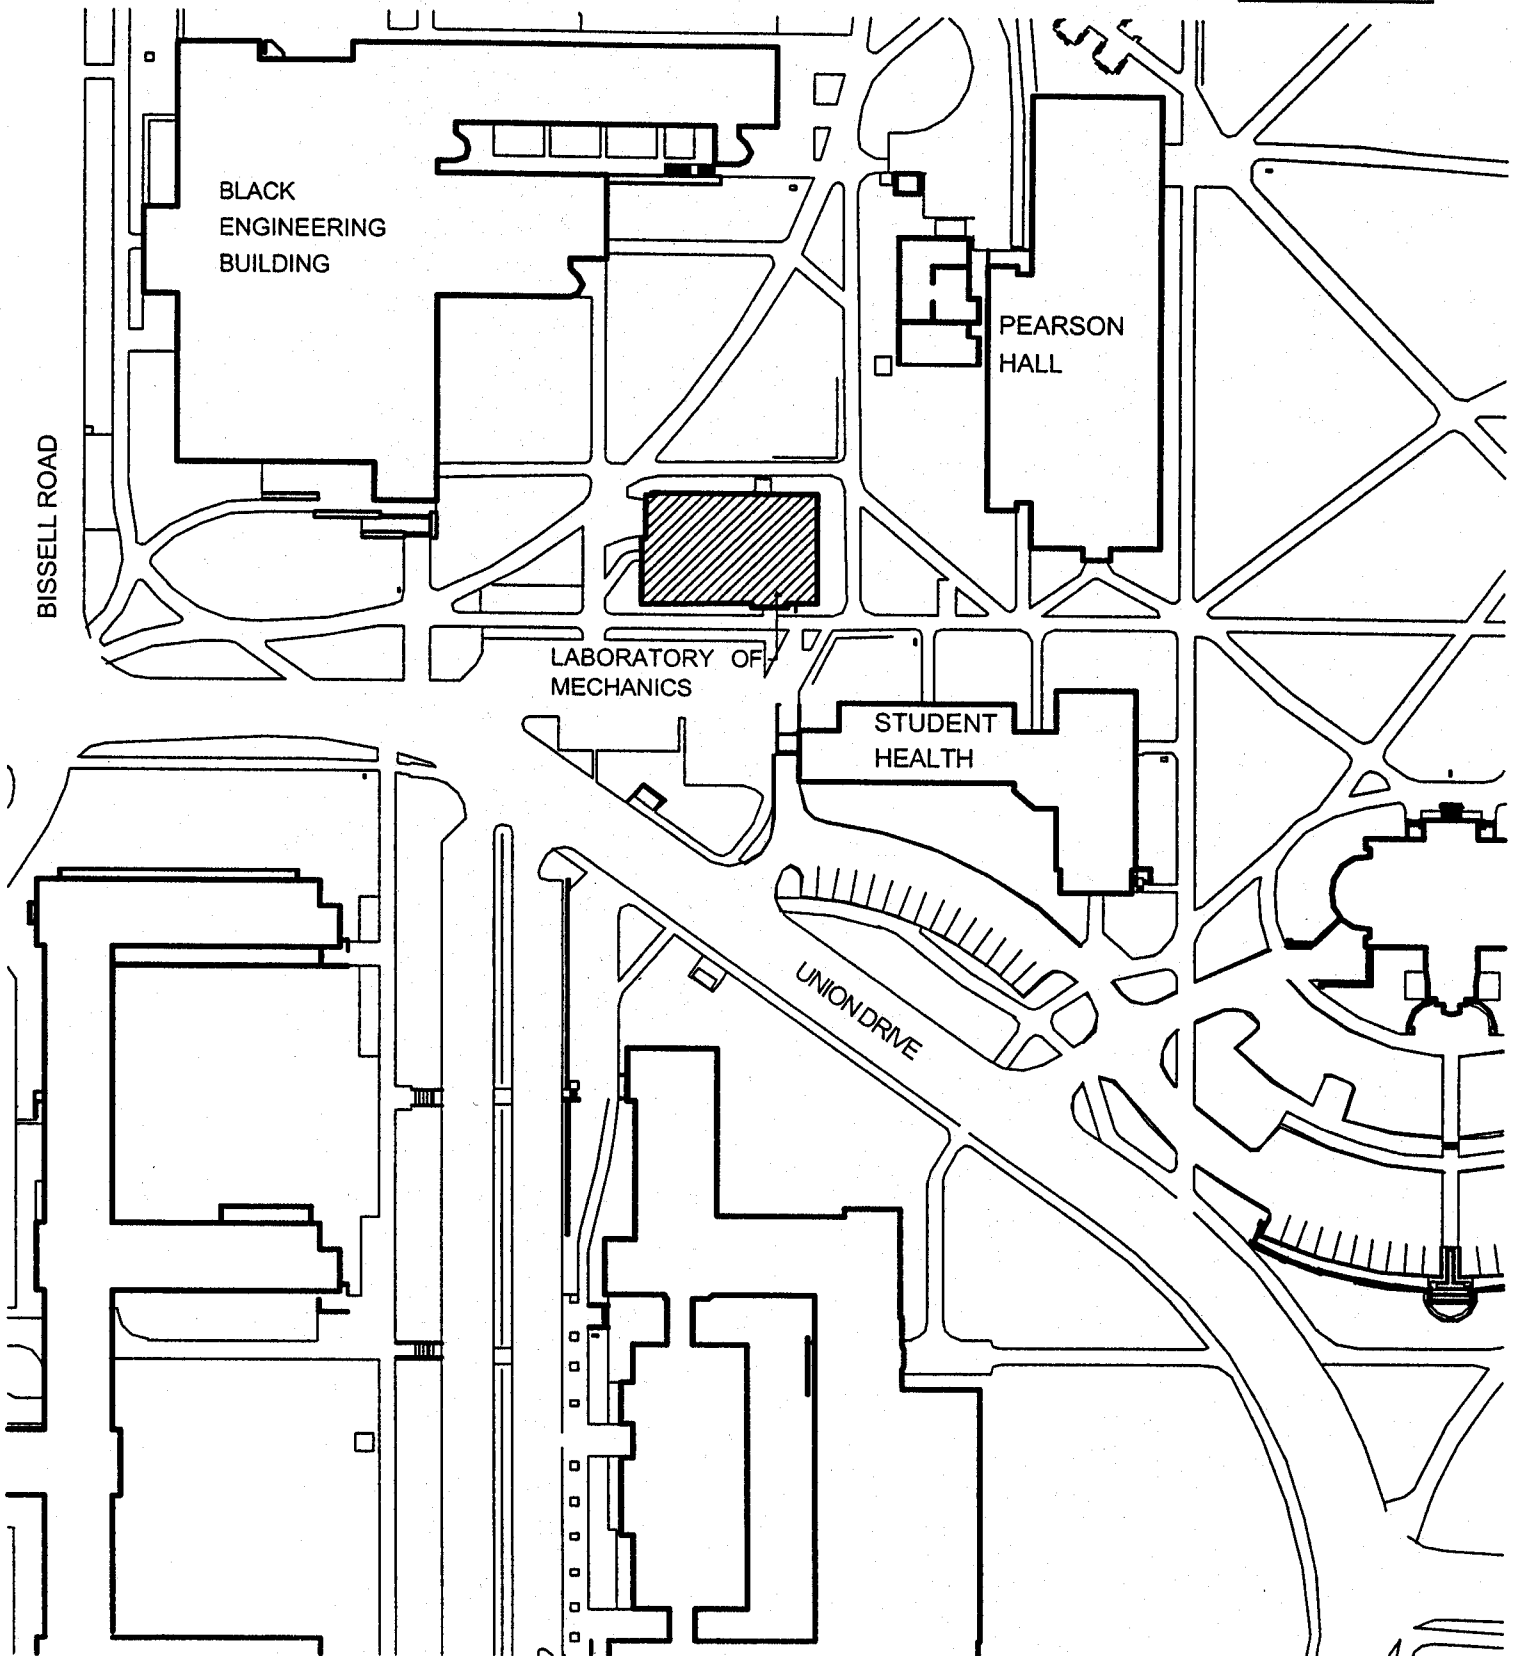 BLACK
ENGINEERING
BUILDING
PEARSON
HALL
BISSELL ROAD
LABORATORY OF
MECHANICS
STUDENT
HEALTH
UNION DRIVE